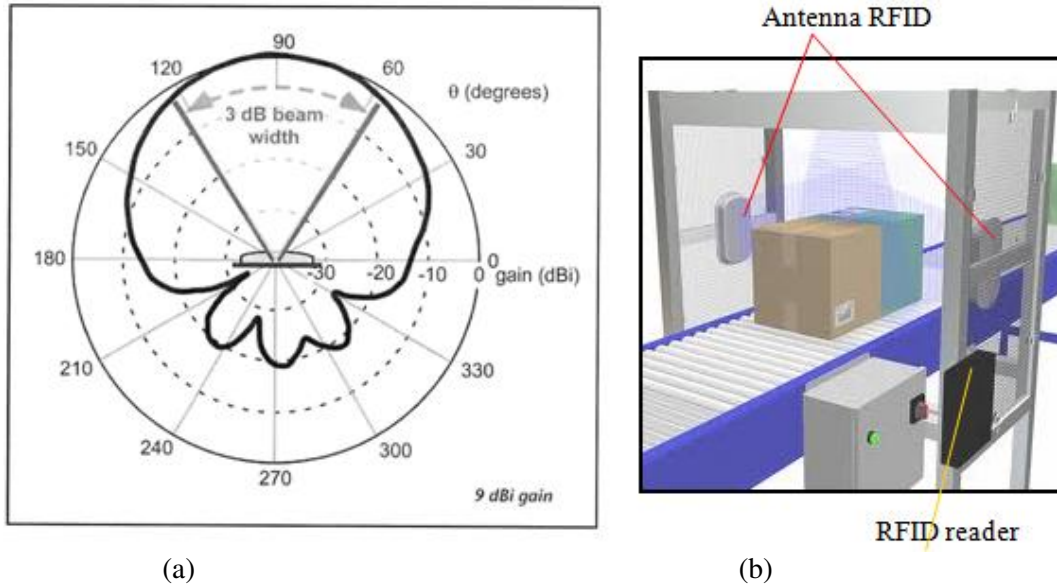 Antenna RFID
90
120
60
θ (degrees)
3 dB beam
width
150
30
180
0
-30
-20
-10
0
gain (dBi)
210
330
240
300
270
9 dBi gain
RFID reader
(a)
(b)